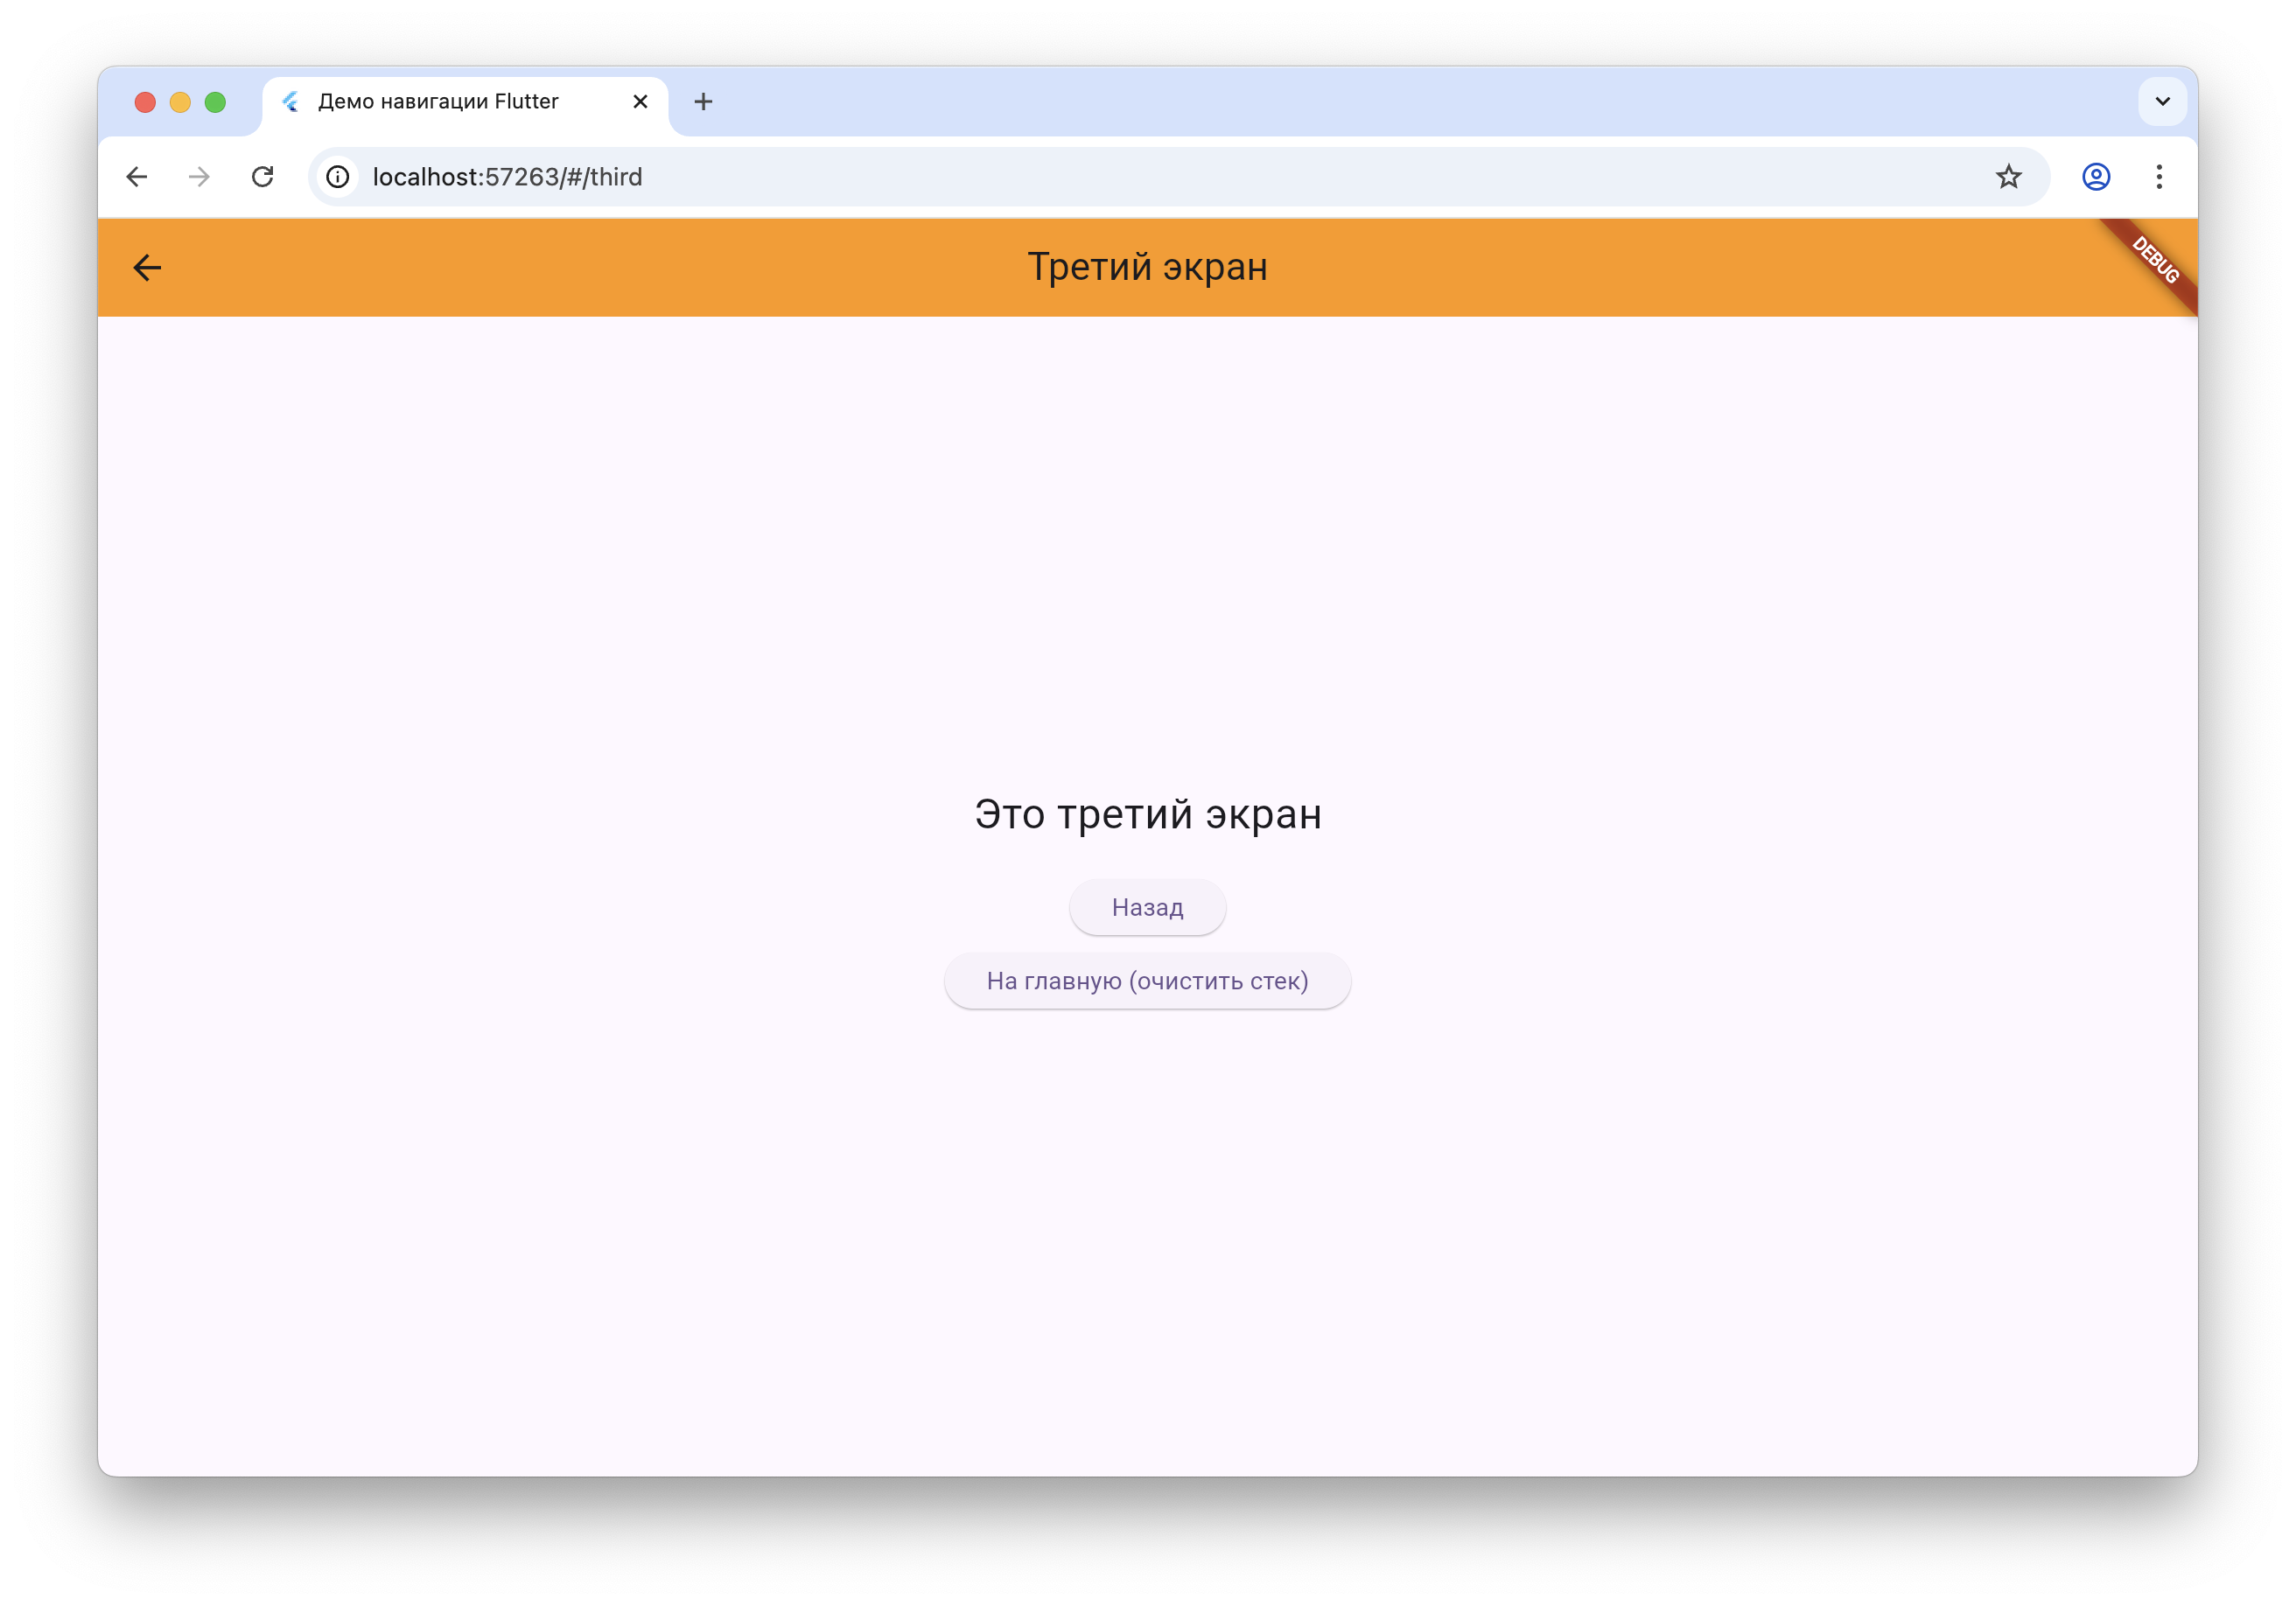 Демо навигации Flutter
localhost:57263/#/third
Третий экран
DEBUG
Это третий экран
Назад
На главную (очистить стек)